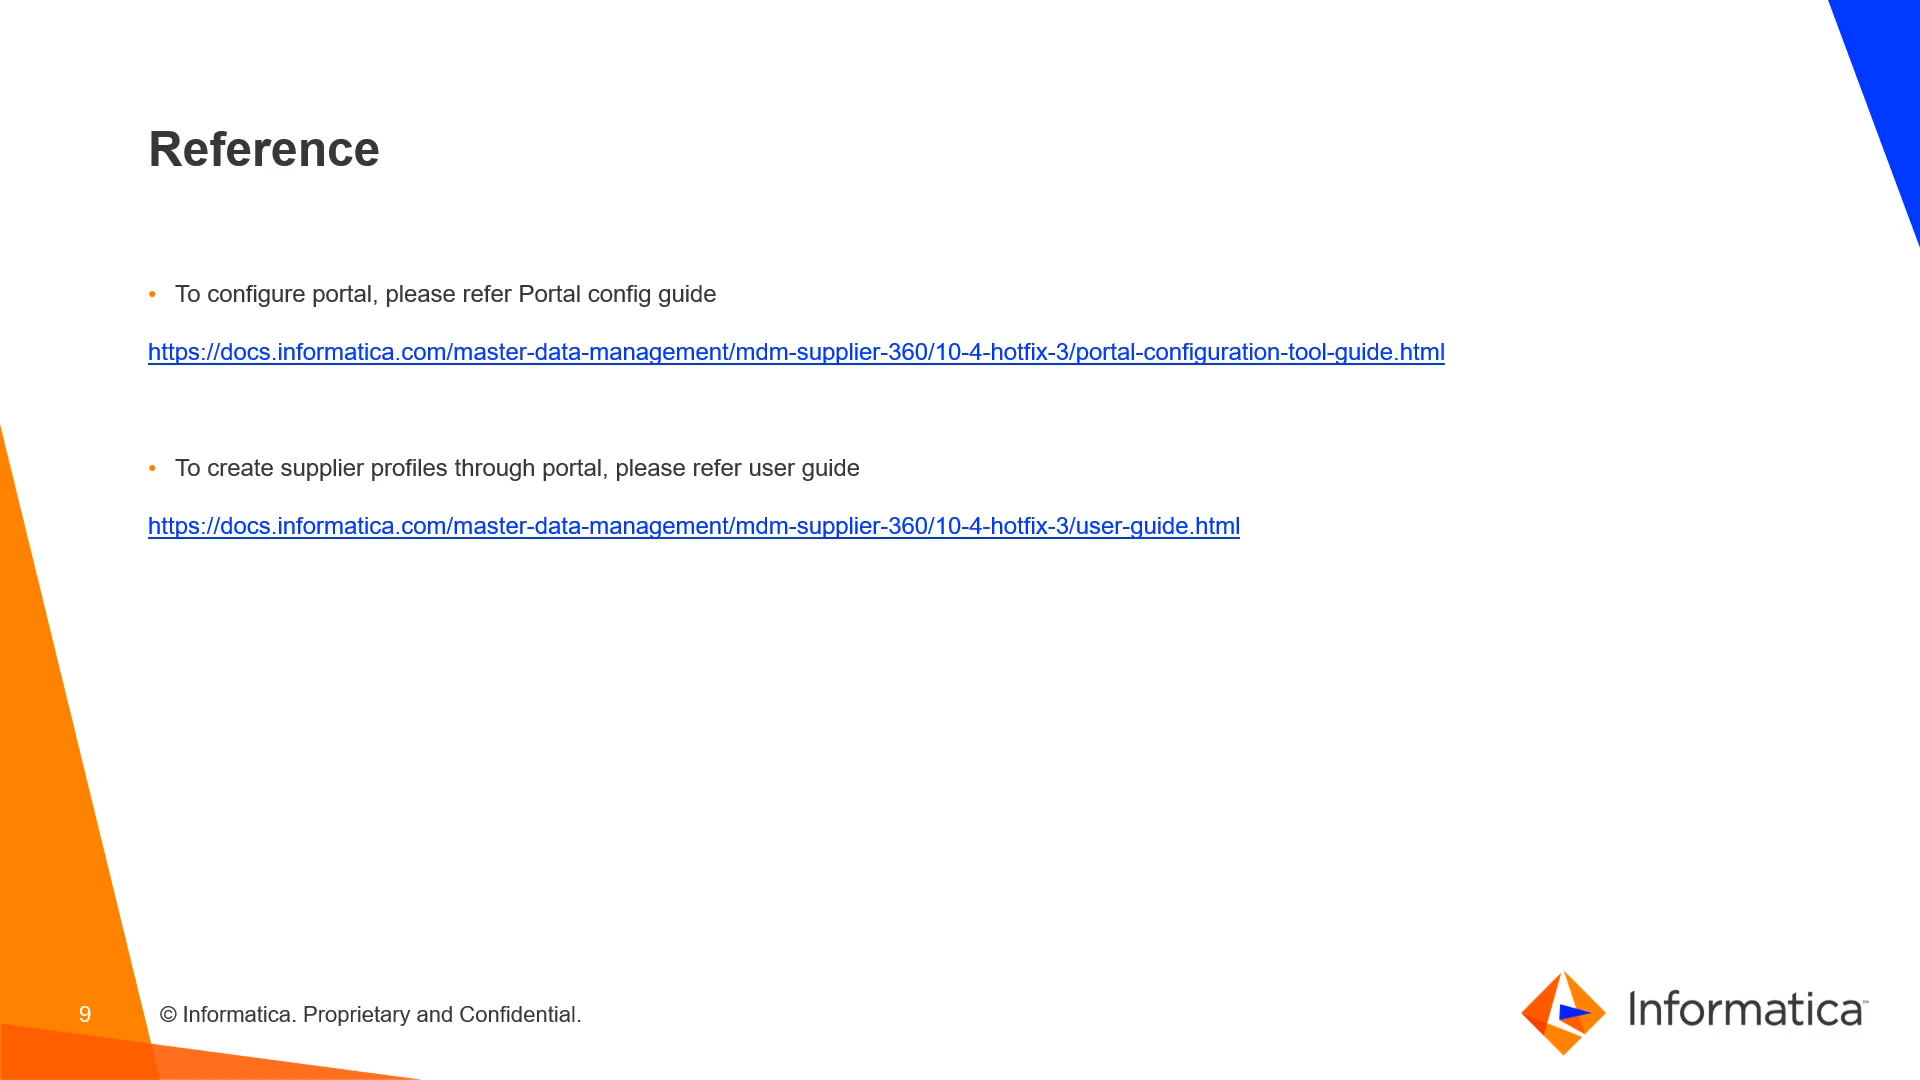 Reference
• To configure portal, please refer Portal config guide
https://docs.informatica.com/master-data-management/mdm-supplier-360/10-4-hotfix-3/portal-configuration-tool-guide.html
• To create supplier profiles through portal, please refer user guide
https://docs.informatica.com/master-data-management/mdm-supplier-360/10-4-hotfix-3/user-guide.html
9 © Informatica. Proprietary and Confidential.
Informatica™